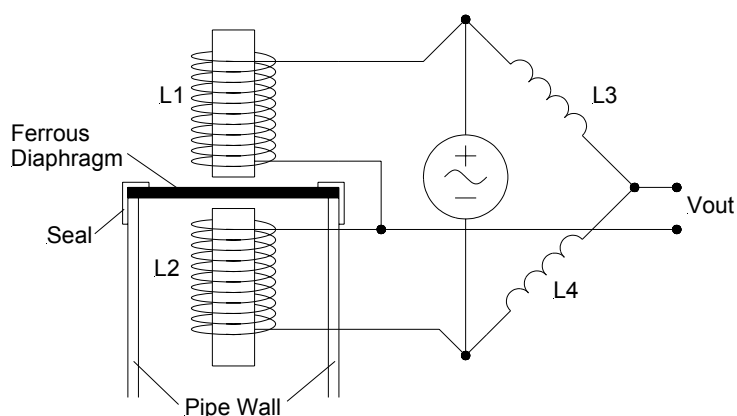 L1
L3
Ferrous
Diaphragm
+
−
Vout
Seal
L2
L4
Pipe Wall